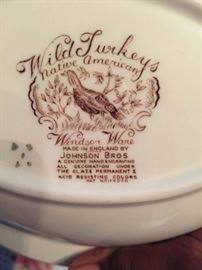 Wild Turkeys
Native American
Windsor Ware
MADE IN ENGLAND BY
JOHNSON BROS
A GENUINE HAND ENGRAVING
ALL DECORATION UNDER
THE GLAZE PERMANENT &
ACID RESISTING COLORS
PAT